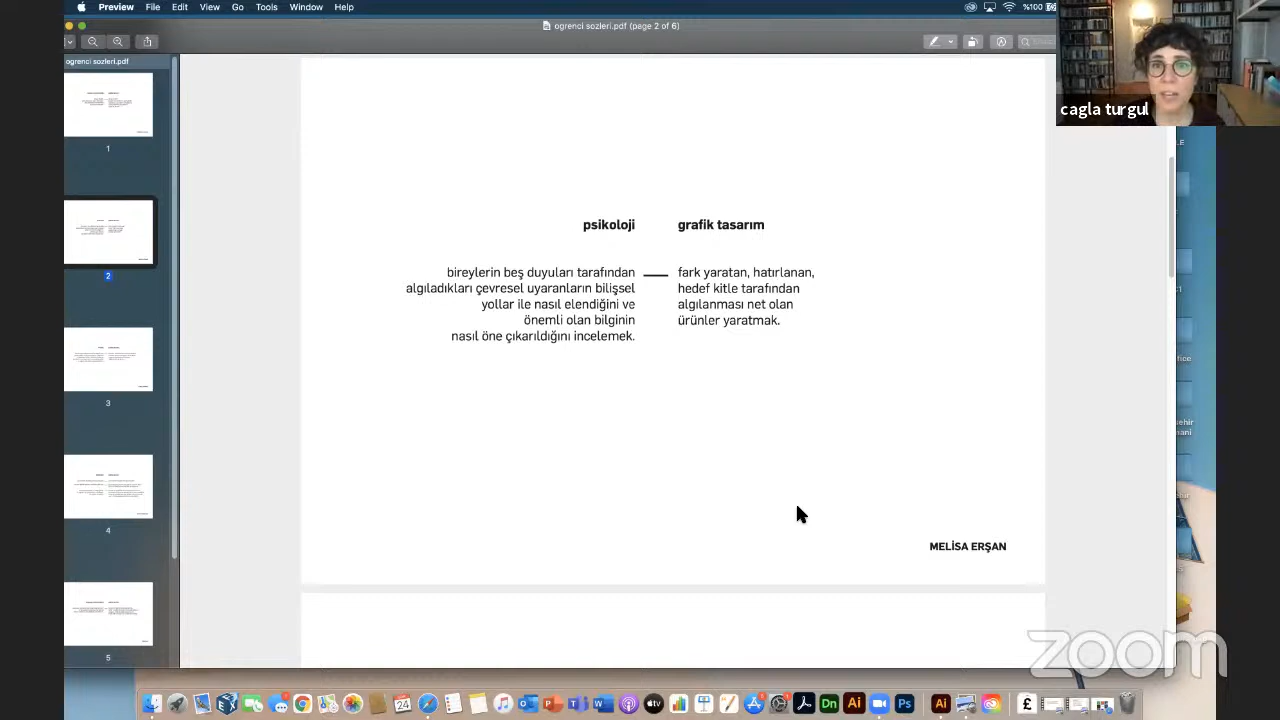 Preview File Edit View Go Tools Window Help
%100
ogrenci sozleri.pdf (page 2 of 6)
ogrenci sozleri.pdf
cagla turgul
psikoloji
bireylerin beş duyuları tarafından
algıladıkları çevresel uyaranların bilişsel
yollar ile nasıl elendiğini ve
önemli olan bilginin
nasıl öne çıkarıldığını incelemek.
grafik tasarım
fark yaratan, hatırlanan,
hedef kitle tarafından
algılanması net olan
ürünler yaratmak.
MELİSA ERŞAN
1
2
3
4
5
zoom